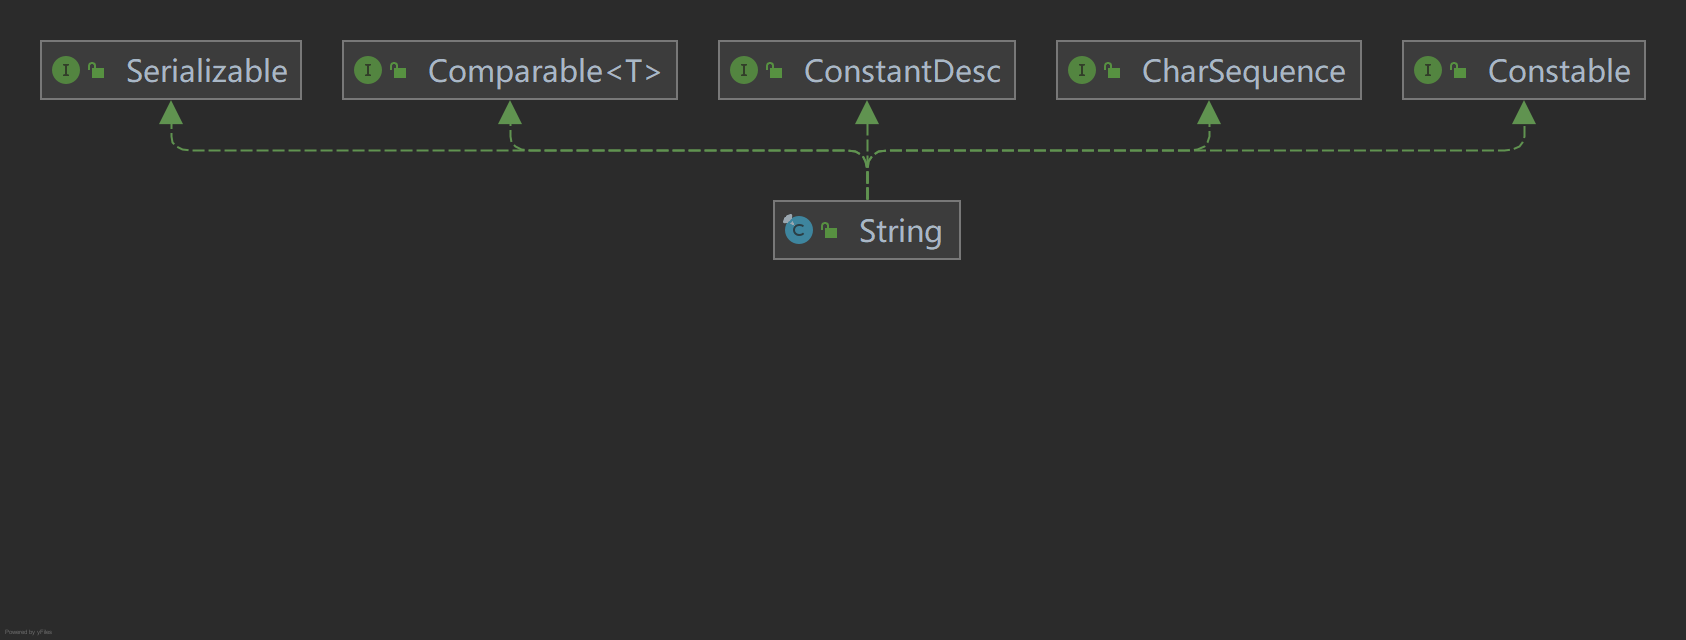 I Serializable
I Comparable<T>
I ConstantDesc
I CharSequence
I Constable
C String
Powered by yFiles